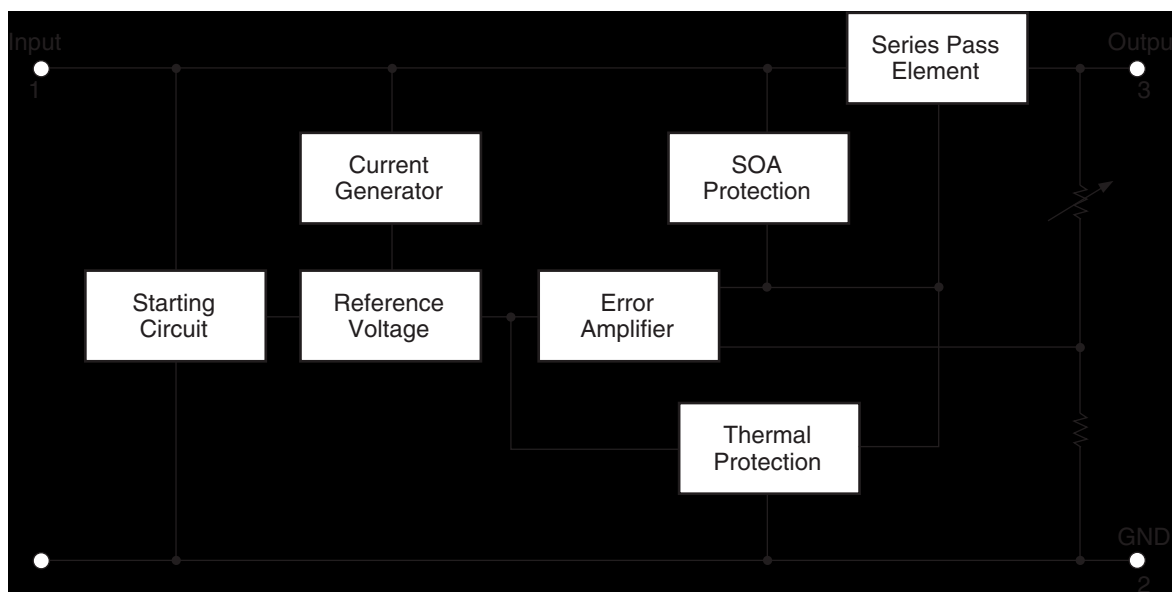 Input
1
Series Pass
Element
Outpu
3
Current
Generator
SOA
Protection
Starting
Circuit
Reference
Voltage
Error
Amplifier
Thermal
Protection
GND
2